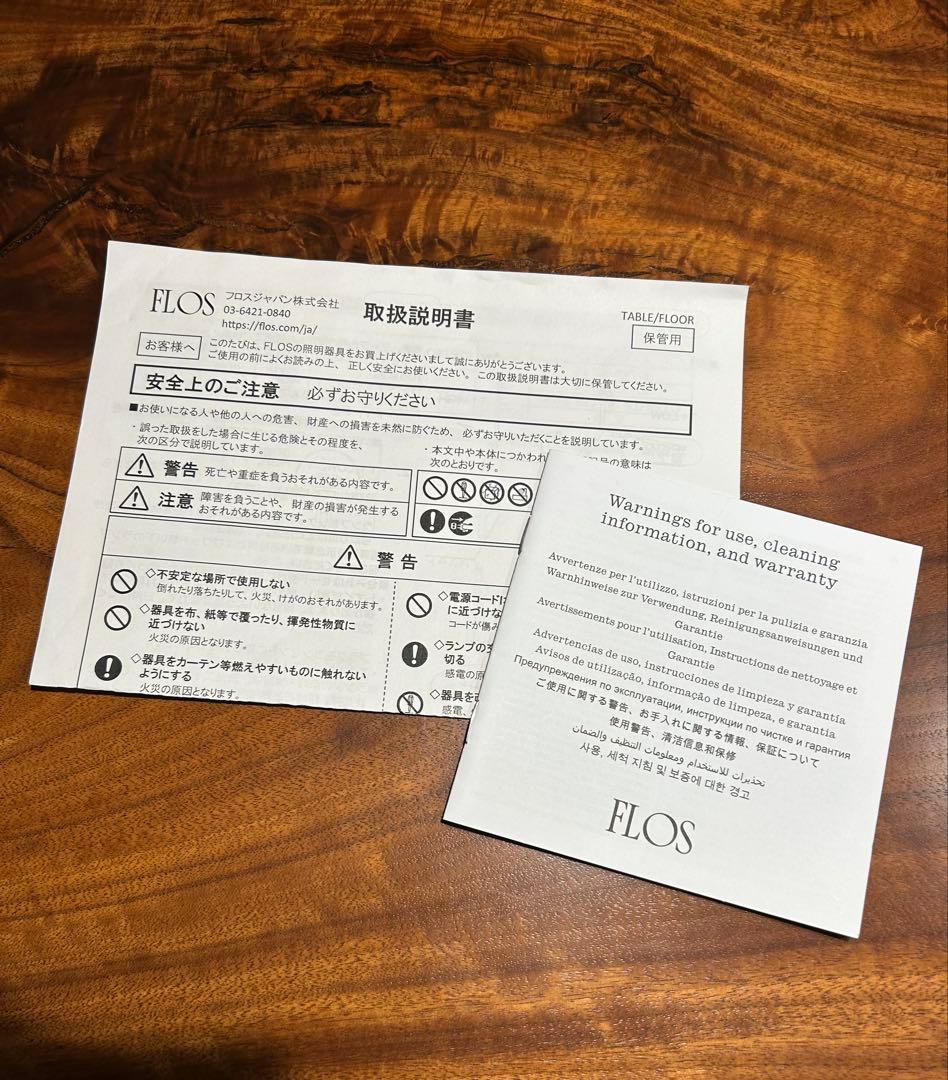 FLOS
フロスジャパン株式会社
03-6421-0840
https://flos.com/ja/
取扱説明書
TABLE/FLOOR
保管用
お客様へ
このたびは、FLOSの照明器具をお買上げくださいまして誠にありがとうございます。
ご使用の前によくお読みの上、正しく安全にお使いください。この取扱説明書は大切に保管してください。
安全上のご注意 必ずお守りください
■お使いになる人や他の人への危害、財産への損害を未然に防ぐため、必ずお守りいただくことを説明しています。
・誤った取扱をした場合に生じる危険とその程度を、
次の区分で説明しています。
警告 死亡や重症を負うおそれがある内容です。
注意 障害を負うことや、財産の損害が発生する
おそれがある内容です。
・本文中や本体につかわれ
の意味は
次のとおりです。
警告
◇不安定な場所で使用しない
倒れたり落ちたりして、火災、けがのおそれがあります。
◇器具を布、紙等で覆ったり、揮発性物質に
近づけない
火災の原因となります。
◇器具をカーテン等燃えやすいものに触れない
ようにする
火災の原因となります。
◇電源コード
に近づけな
コードが傷み
◇ランプの
切る
感電の原
◇器具を
感電、
Warnings for use, cleaning
information, and warranty
Avvertenze per l'utilizzo, istruzioni per la pulizia e garanzia
Warnhinweise zur Verwendung, Reinigungsanweisungen und
Garantie
Avertissements pour l'utilisation, Instructions de nettoyage et
Garantie
Advertencias de uso, instrucciones de limpieza y garantía
Avisos de utilização, informação de limpeza, e garantia
Предупреждения по эксплуатации, инструкции по чистке и гарантия
ご使用に関する警告、お手入れに関する情報、保証について
使用警告、清洁信息和保修
تحذيرات للاستخدام ومعلومات التنظيف والضمان
사용, 세척 지침 및 보증에 대한 경고
FLOS